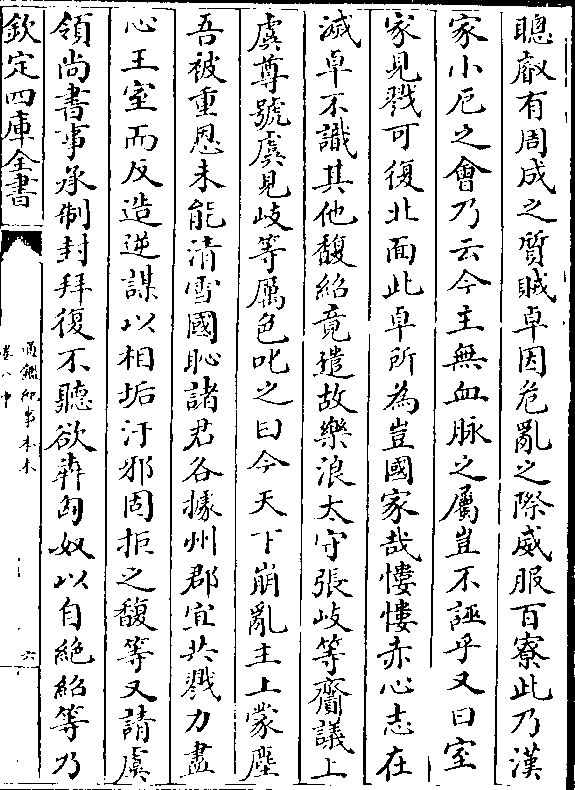 聰叡有周成之質賊卓因危亂之際威服百寮此乃漢
家小厄之會乃云今主無血脉之屬豈不誣乎又曰室
家見戮可復北面此卓所為豈國家哉慺慺赤心志在
滅卓不識其他馥紹竟遣故樂浪太守張岐等齎議上
虞尊號虞見岐等厲色叱之曰今天下崩亂主上蒙塵
吾被重恩未能清雪國恥諸君各據州郡宜共戮力盡
心王室而反造逆謀以相垢汙邪固拒之馥等又請虞
領尚書事承制封拜復不聽欲犇匈奴以自絶紹等乃
欽定四庫全書
通鑑紀事本末
卷八中
六